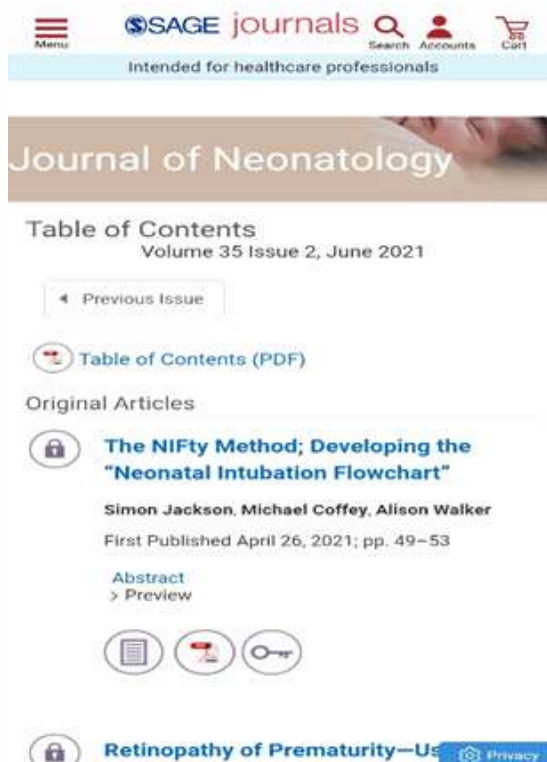 SSAGE journals
Menu
Search Accounts Cart
Intended for healthcare professionals
Journal of Neonatology
Table of Contents
Volume 35 Issue 2, June 2021
Previous Issue
Table of Contents (PDF)
Original Articles
The NIFty Method; Developing the
"Neonatal Intubation Flowchart"
Simon Jackson, Michael Coffey, Alison Walker
First Published April 26, 2021; pp. 49–53
Abstract
> Preview
Retinopathy of Prematurity—Us
Privacy